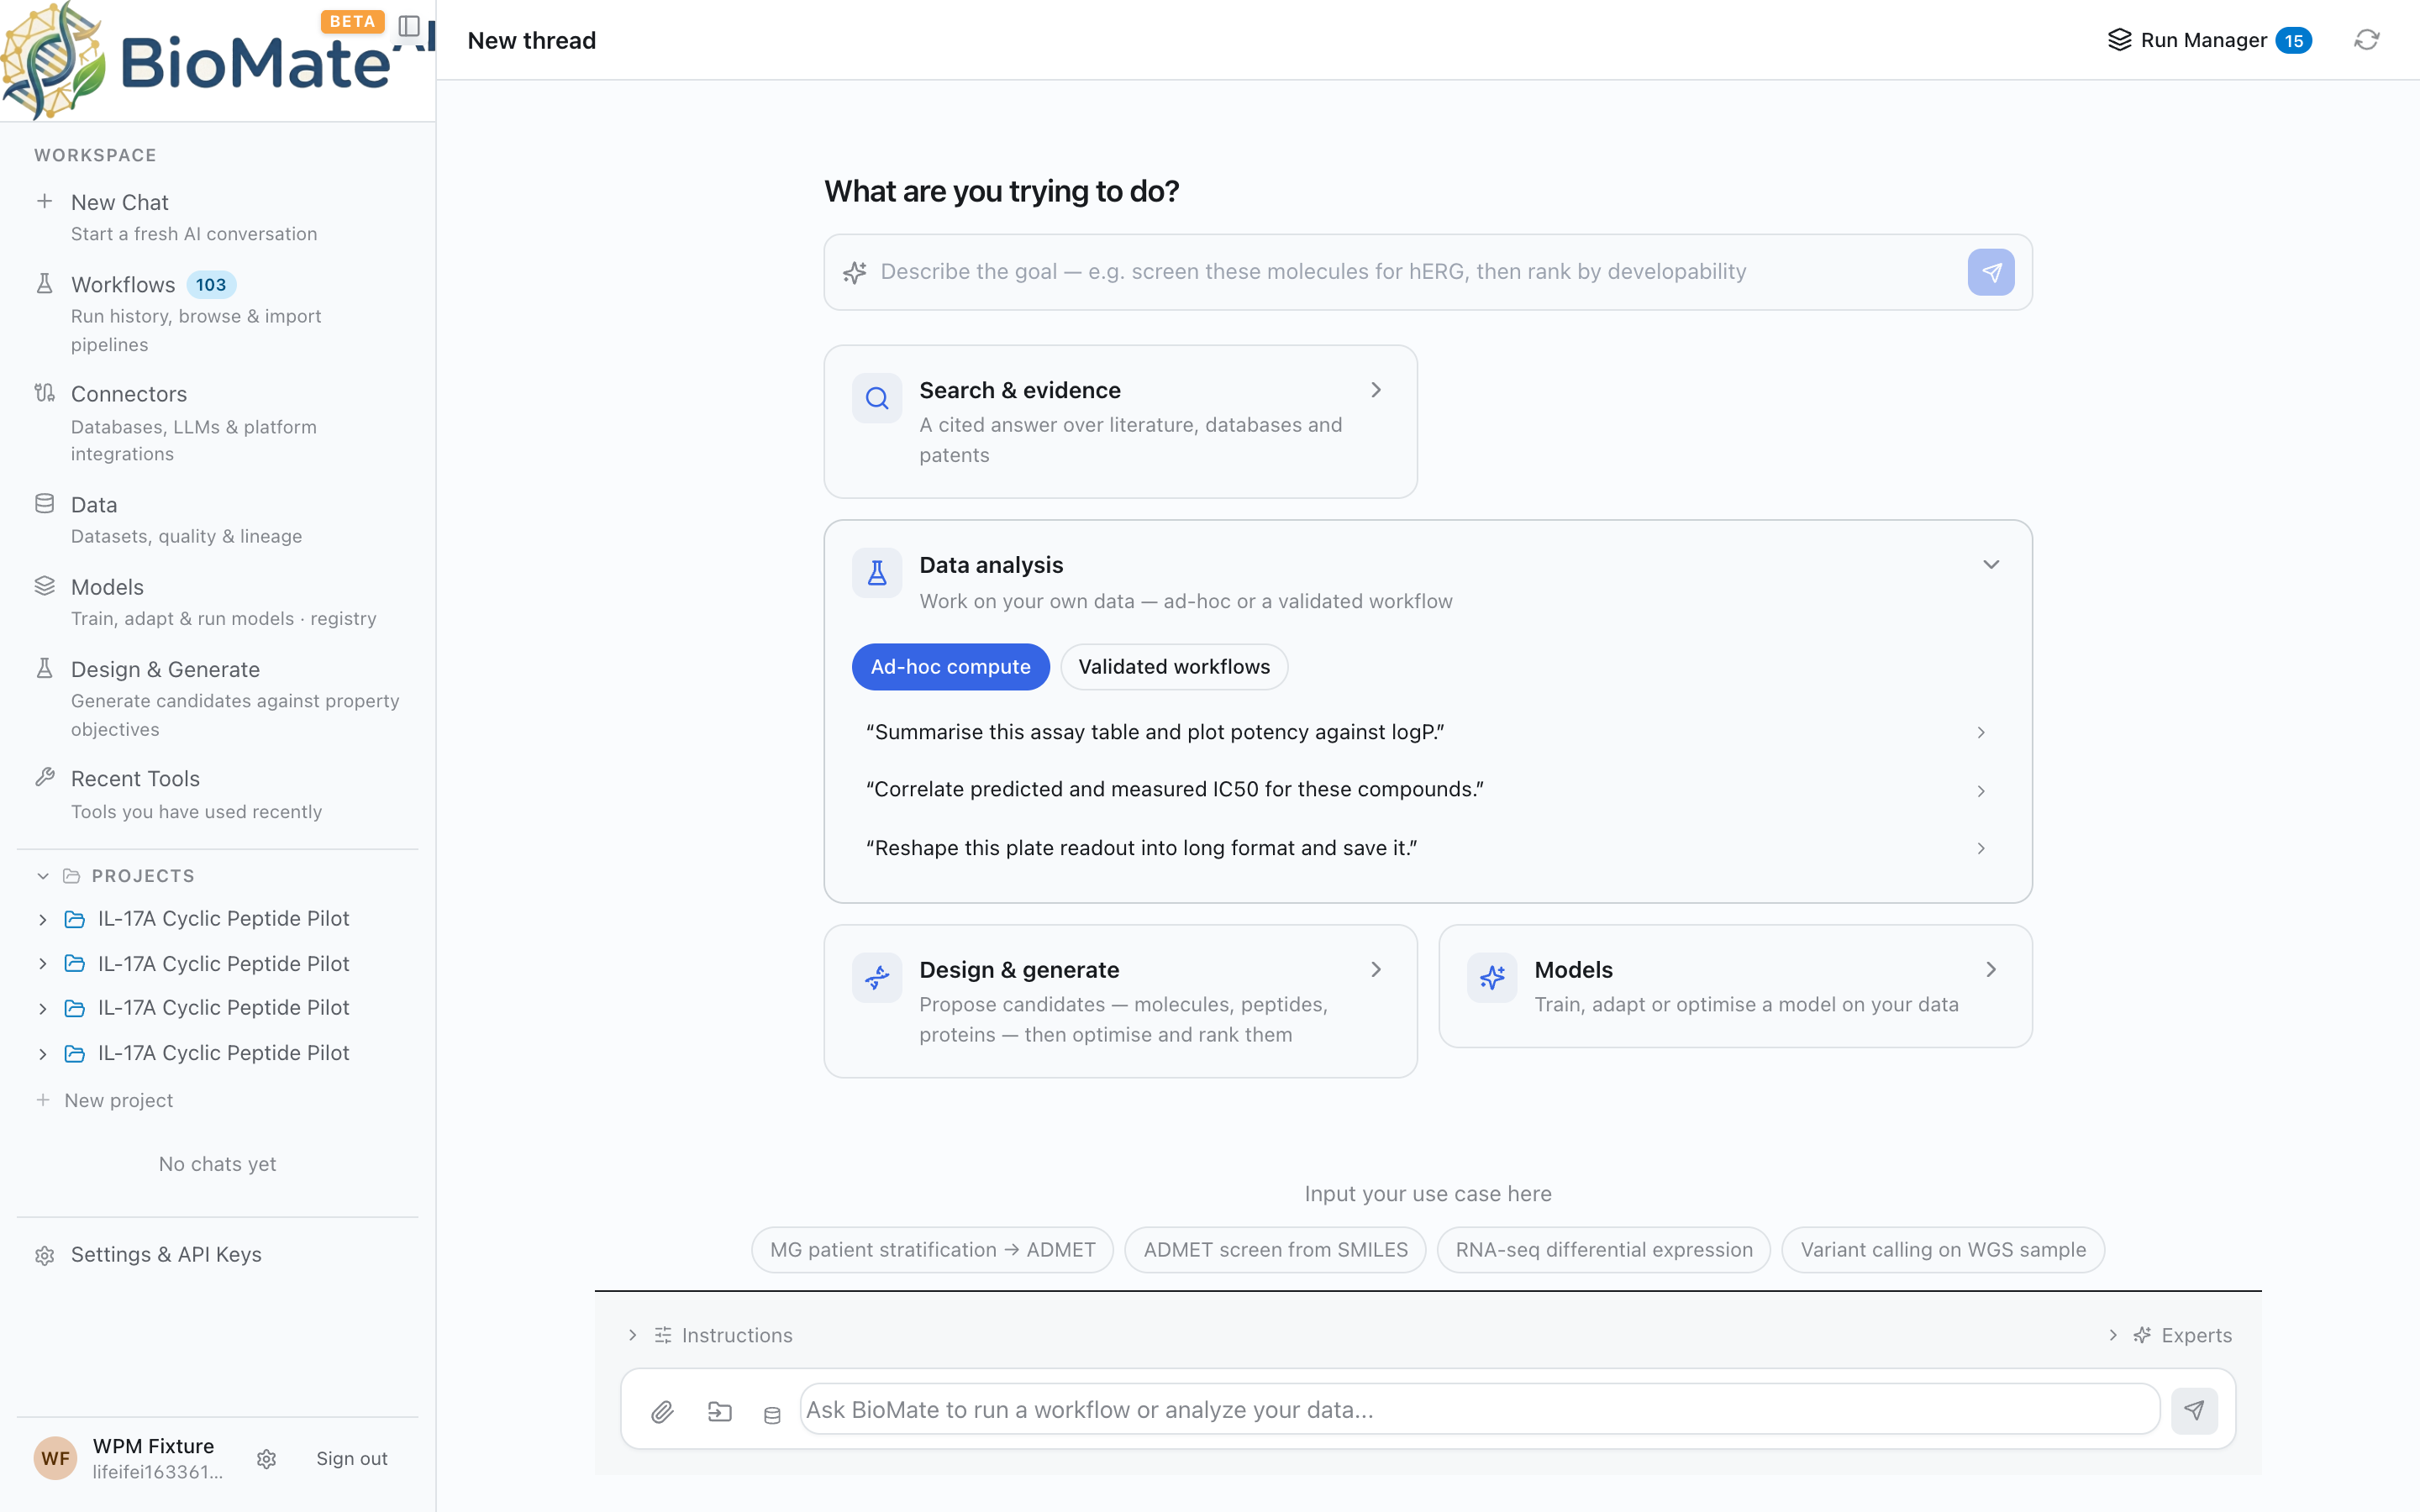 BioMate
BETA
WORKSPACE
New Chat
Start a fresh AI conversation
Workflows 103
Run history, browse & import
pipelines
Connectors
Databases, LLMs & platform
integrations
Data
Datasets, quality & lineage
Models
Train, adapt & run models · registry
Design & Generate
Generate candidates against property
objectives
Recent Tools
Tools you have used recently
PROJECTS
IL-17A Cyclic Peptide Pilot
IL-17A Cyclic Peptide Pilot
IL-17A Cyclic Peptide Pilot
IL-17A Cyclic Peptide Pilot
New project
No chats yet
Settings & API Keys
WF
WPM Fixture
lifeifei163361...
Sign out
New thread
Run Manager 15
What are you trying to do?
Describe the goal — e.g. screen these molecules for hERG, then rank by developability
Search & evidence
A cited answer over literature, databases and
patents
Data analysis
Work on your own data — ad-hoc or a validated workflow
Ad-hoc compute
Validated workflows
“Summarise this assay table and plot potency against logP.”
“Correlate predicted and measured IC50 for these compounds.”
“Reshape this plate readout into long format and save it.”
Design & generate
Propose candidates — molecules, peptides,
proteins — then optimise and rank them
Models
Train, adapt or optimise a model on your data
Input your use case here
MG patient stratification → ADMET
ADMET screen from SMILES
RNA-seq differential expression
Variant calling on WGS sample
Instructions
Experts
Ask BioMate to run a workflow or analyze your data...